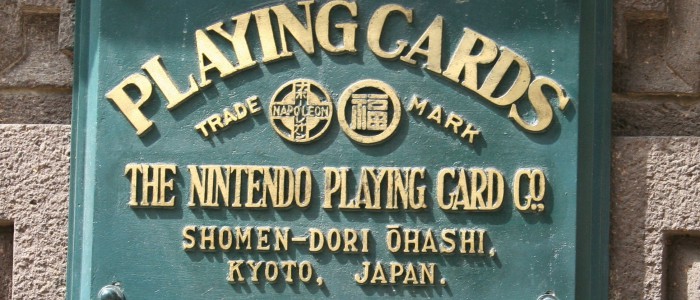 PLAYING CARDS
TRADE NAPOLEON 福 MARK
THE NINTENDO PLAYING CARD CO.,
SHOMEN-DORI ŌHASHI,
KYOTO, JAPAN.